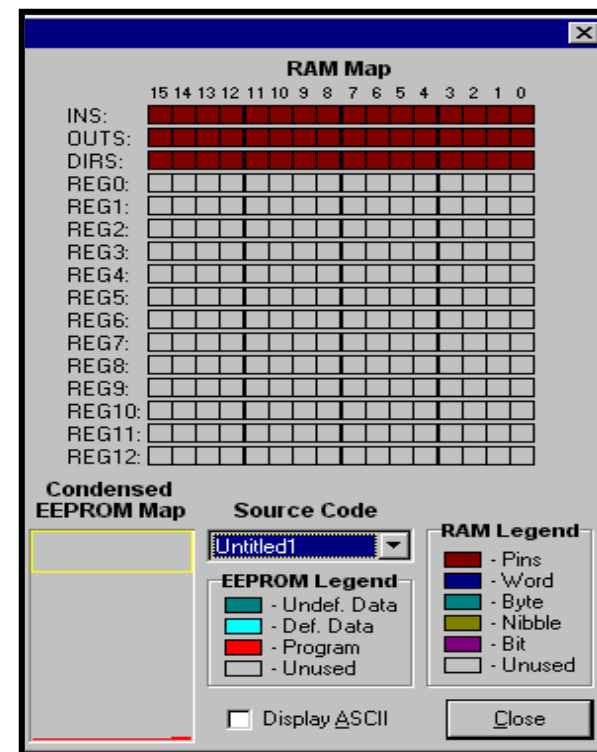 RAM Map
15 14 13 12 11 10 9 8 7 6 5 4 3 2 1 0
INS:
OUTS:
DIRS:
REG0:
REG1:
REG2:
REG3:
REG4:
REG5:
REG6:
REG7:
REG8:
REG9:
REG10:
REG11:
REG12:
Condensed
EEPROM Map
Source Code
Untitled1
EEPROM Legend
- Undef. Data
- Def. Data
- Program
- Unused
Display ASCII
RAM Legend
- Pins
- Word
- Byte
- Nibble
- Bit
- Unused
Close